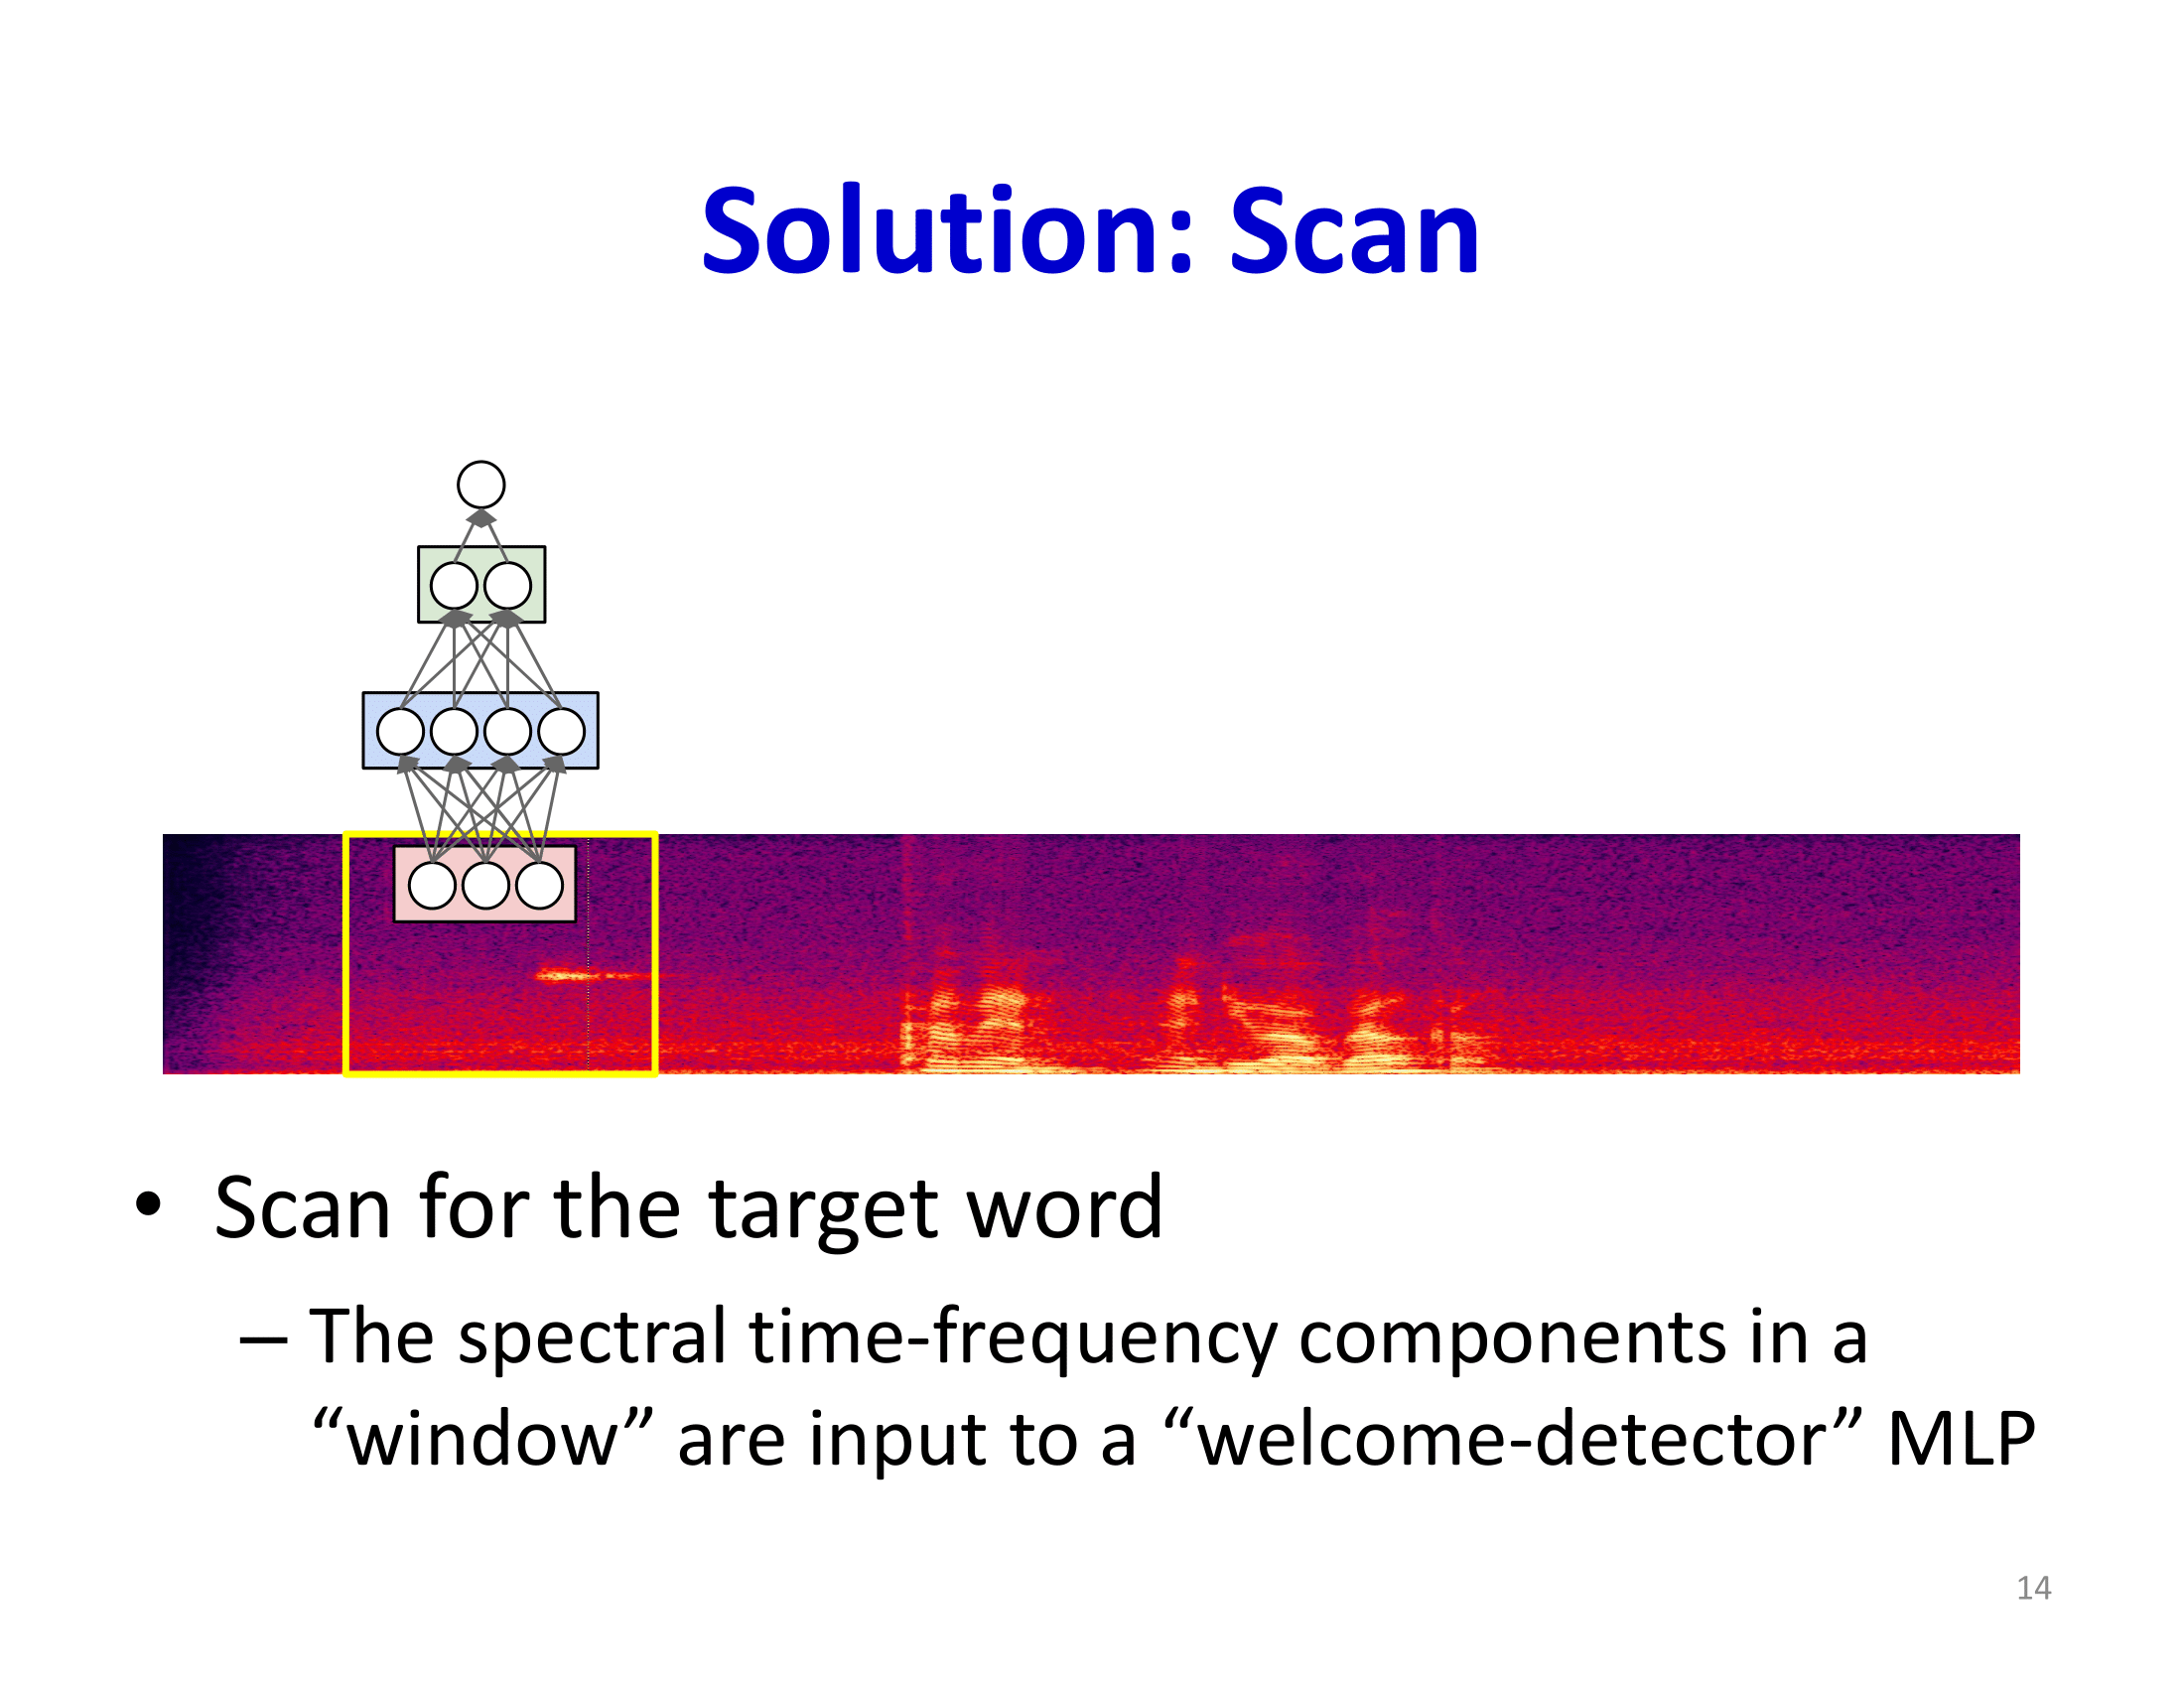 Solution: Scan
• Scan for the target word
– The spectral time-frequency components in a
“window” are input to a “welcome-detector” MLP
14